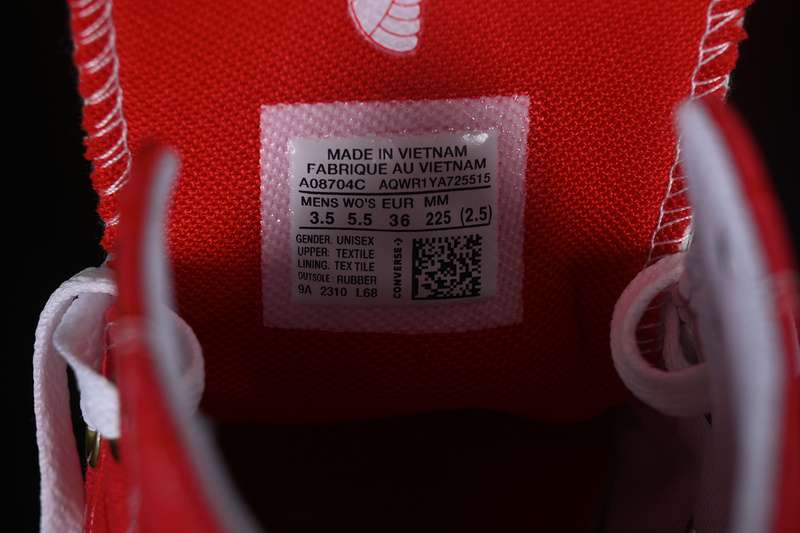 MADE IN VIETNAM
FABRIQUE AU VIETNAM
A08704C AQWR1YA725515
MENS WO'S EUR MM
3.5 5.5 36 225 (2.5)
GENDER. UNISEX
UPPER: TEXTILE
LINING. TEXTILE
OUTSOLE: RUBBER
9A 2310 L68
CONVERSE